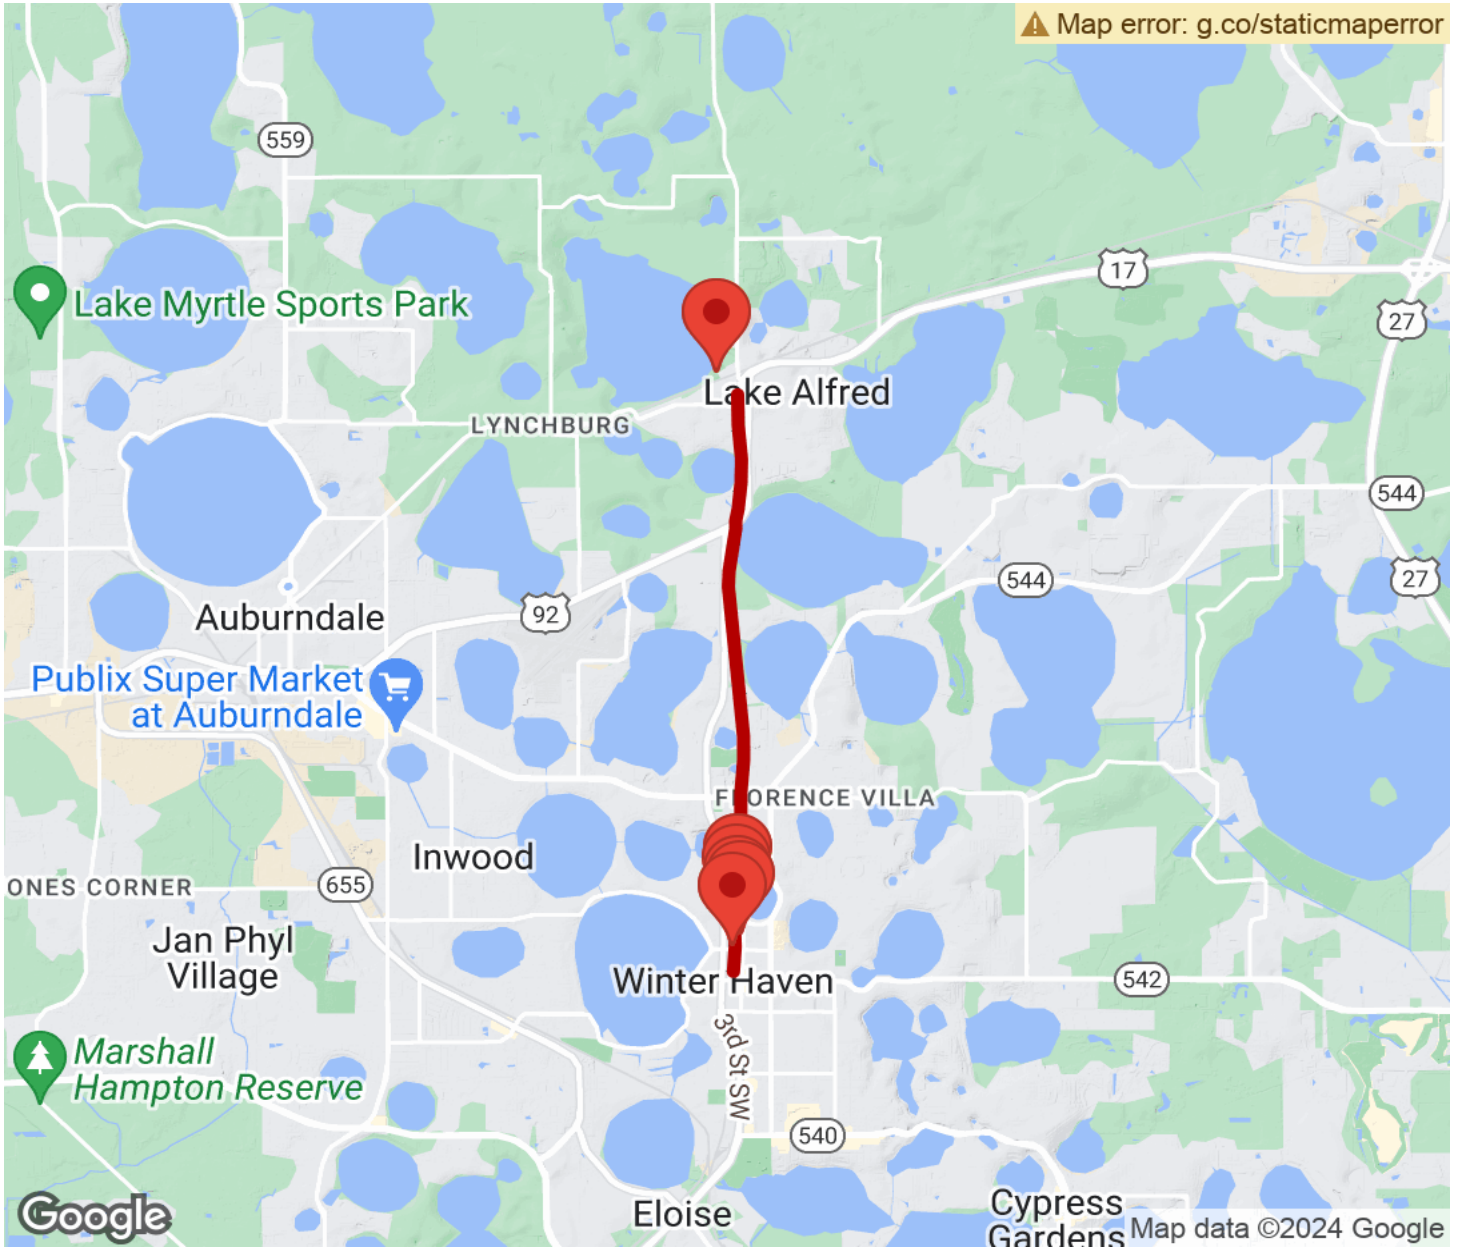 Map error: g.co/staticmaperror
559
17
Lake Myrtle Sports Park
27
Lake Alfred
LYNCHBURG
544
544
27
92
Auburndale
Publix Super Market
at Auburndale
FLORENCE VILLA
Inwood
ONES CORNER
655
Jan Phyl
Village
Winter Haven
542
3rd St SW
Marshall
Hampton Reserve
540
Eloise
Cypress
Gardens
Google
Map data ©2024 Google